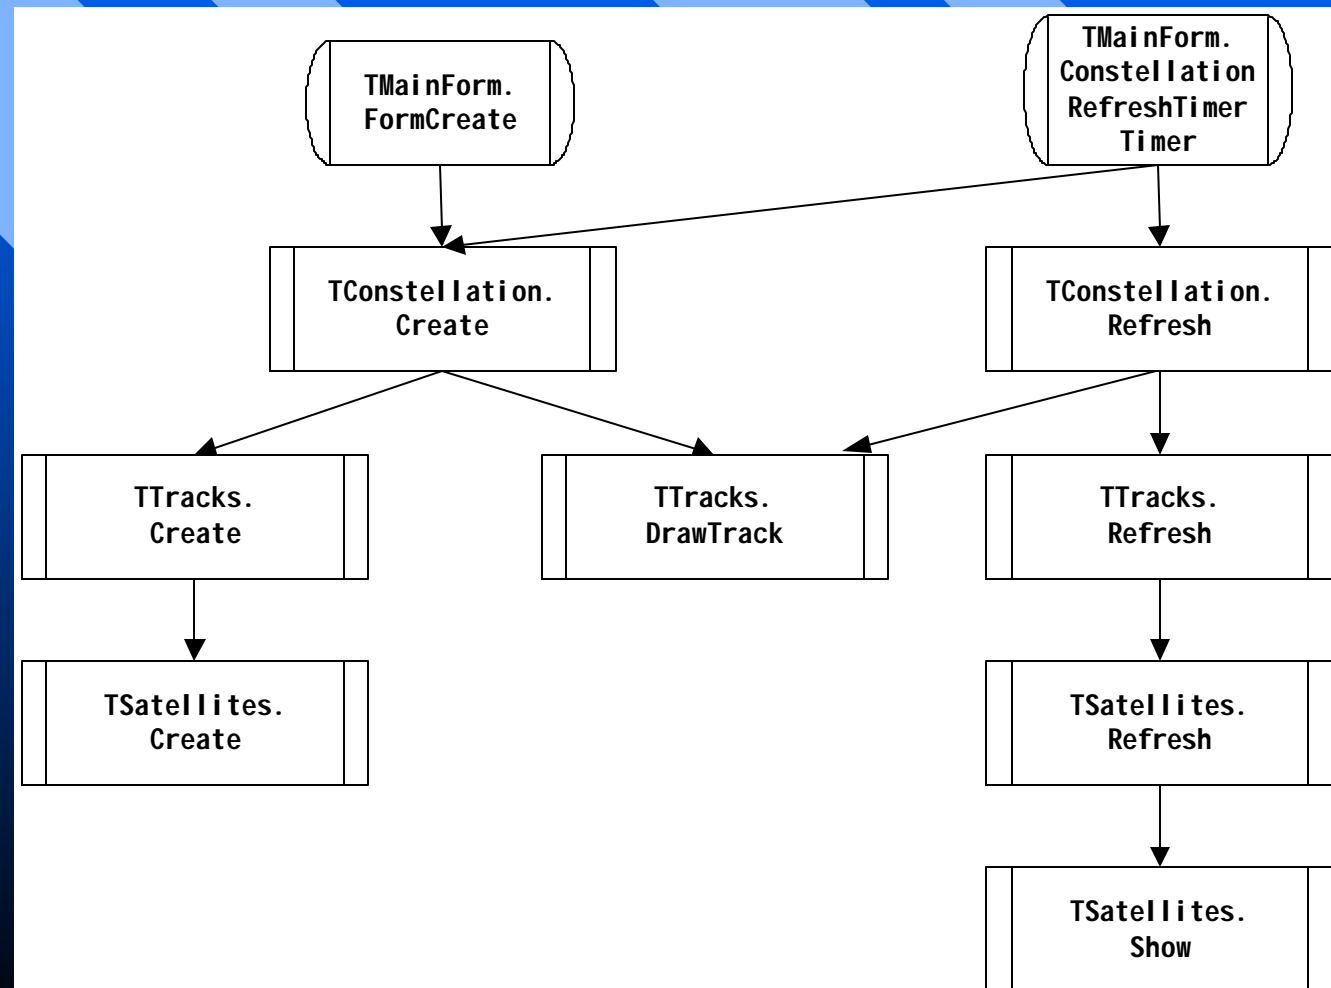 TMainForm.
FormCreate
TMainForm.
Constellation
RefreshTimer
Timer
TConstellation.
Create
TConstellation.
Refresh
TTracks.
Create
TTracks.
DrawTrack
TTracks.
Refresh
TSatellites.
Create
TSatellites.
Refresh
TSatellites.
Show